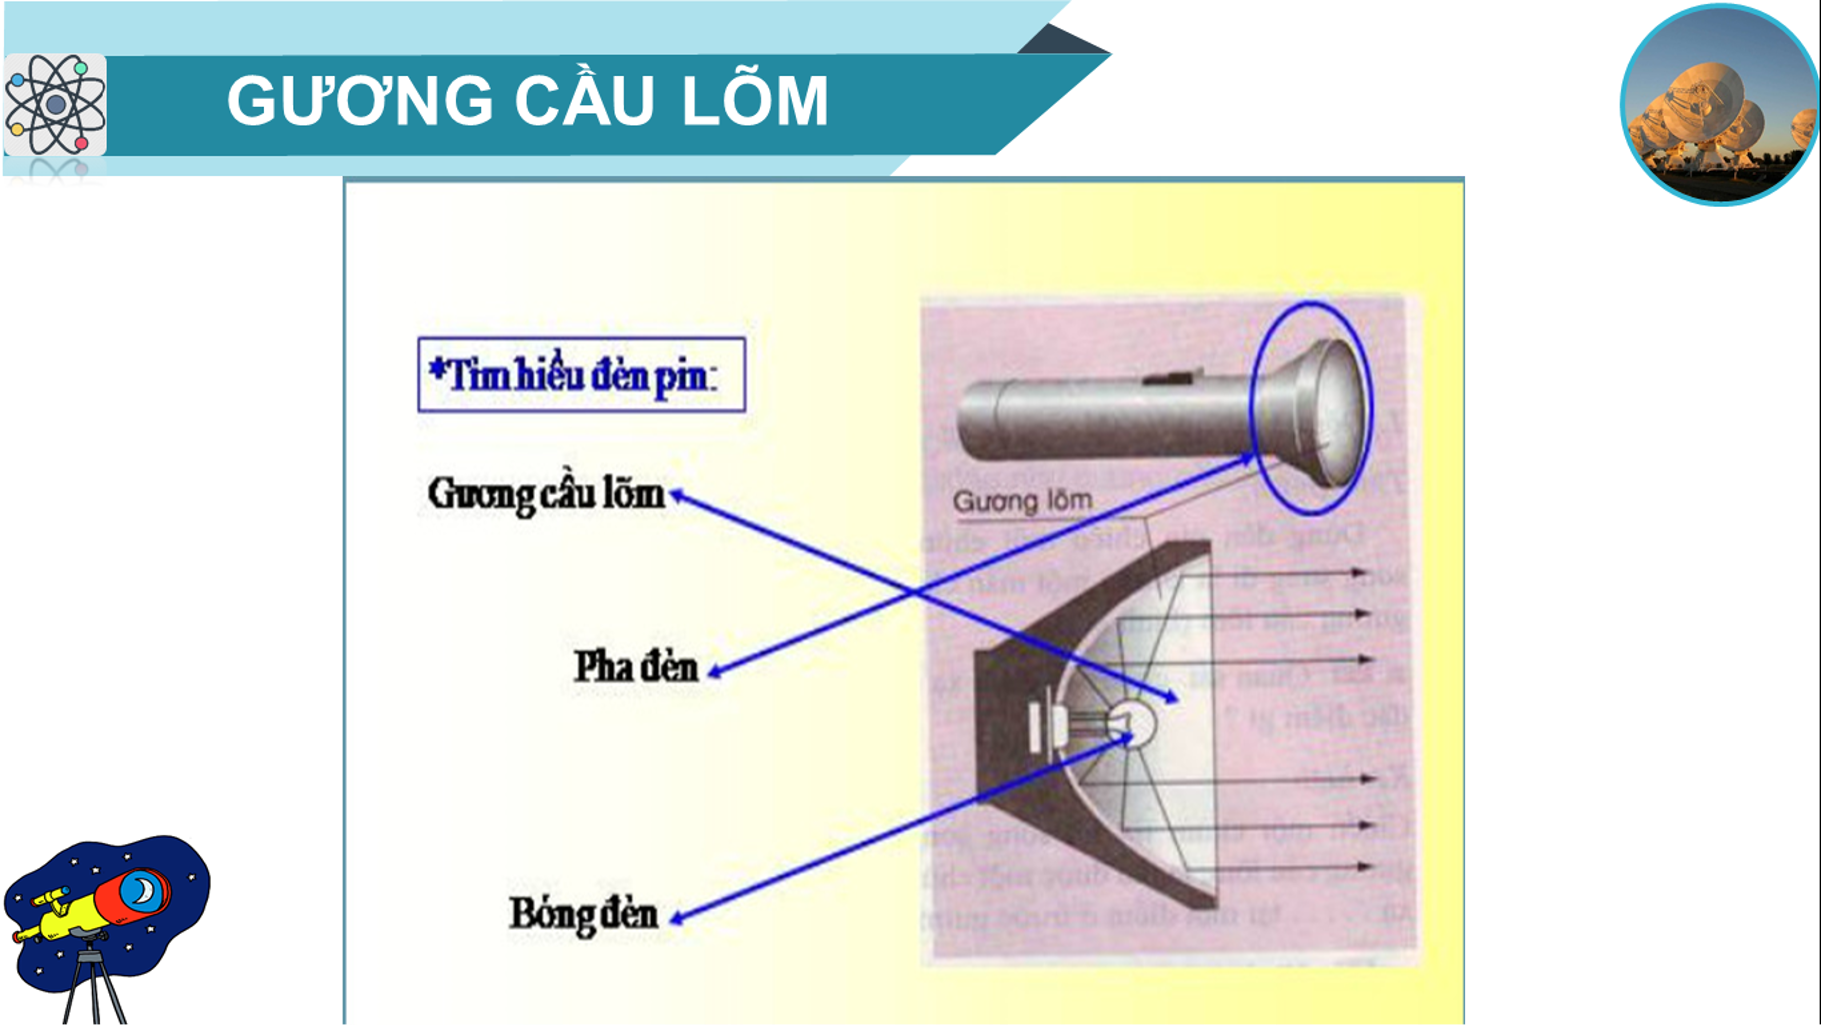 GƯƠNG CẦU LÕM
*Tìm hiểu đèn pin:
Gương cầu lõm
Gương lõm
Pha đèn
Bóng đèn